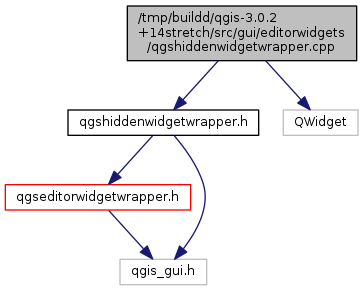 /tmp/buildd/qgis-3.0.2
+14stretch/src/gui/editorwidgets
/qgshiddenwidgetwrapper.cpp
qgshiddenwidgetwrapper.h
QWidget
qgseditorwidgetwrapper.h
qgis_gui.h